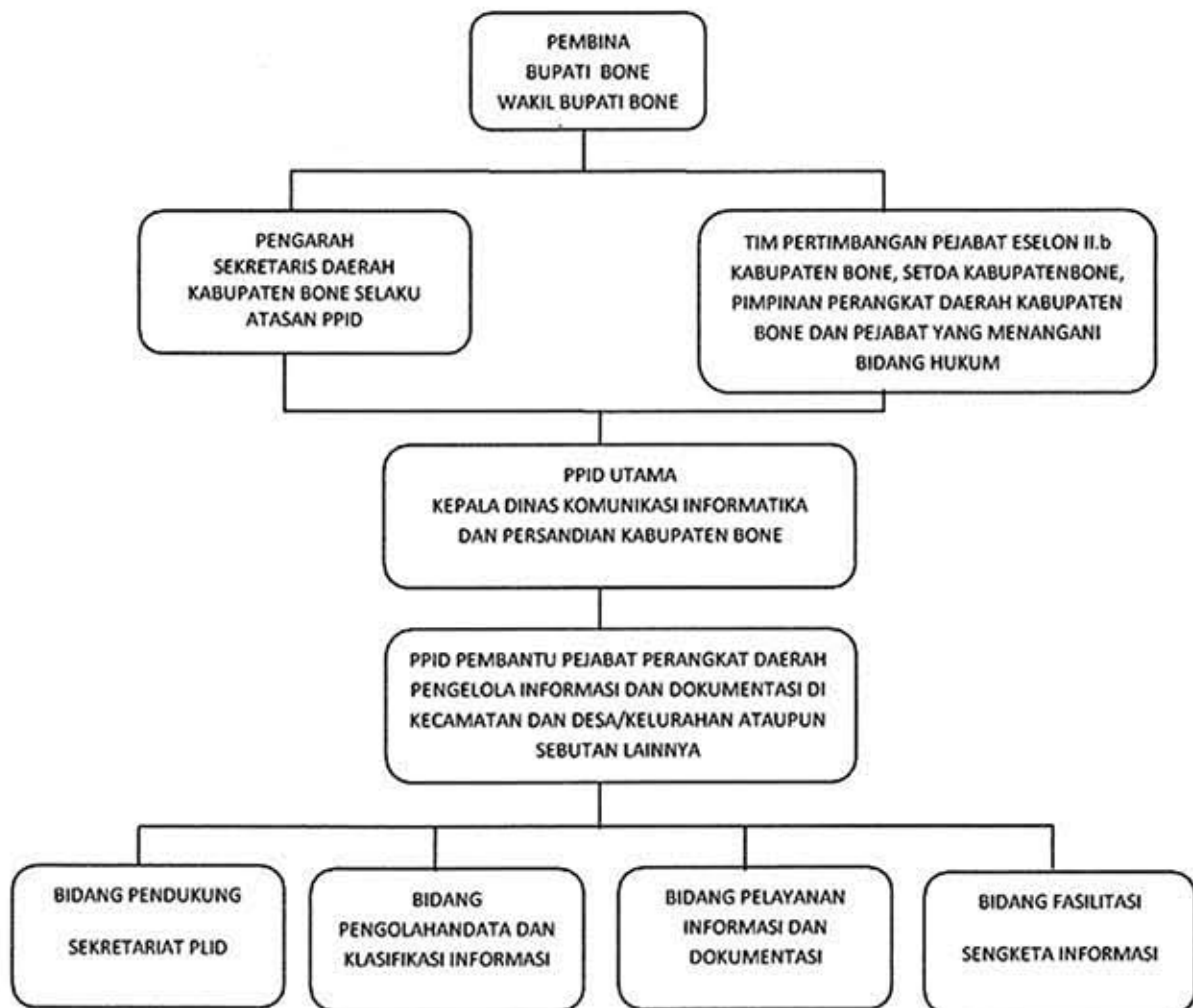 PEMBINA
BUPATI BONE
WAKIL BUPATI BONE
PENGARAH
SEKRETARIS DAERAH
KABUPATEN BONE SELAKU
ATASAN PPID
TIM PERTIMBANGAN PEJABAT ESELON II.b
KABUPATEN BONE, SETDA KABUPATENBONE,
PIMPINAN PERANGKAT DAERAH KABUPATEN
BONE DAN PEJABAT YANG MENANGANI
BIDANG HUKUM
PPID UTAMA
KEPALA DINAS KOMUNIKASI INFORMATIKA
DAN PERSANDIAN KABUPATEN BONE
PPID PEMBANTU PEJABAT PERANGKAT DAERAH
PENGELOLA INFORMASI DAN DOKUMENTASI DI
KECAMATAN DAN DESA/KELURAHAN ATAUPUN
SEBUTAN LAINNYA
BIDANG PENDUKUNG
SEKRETARIAT PLID
BIDANG
PENGOLAHANDATA DAN
KLASIFIKASI INFORMASI
BIDANG PELAYANAN
INFORMASI DAN
DOKUMENTASI
BIDANG FASILITASI
SENGKETA INFORMASI